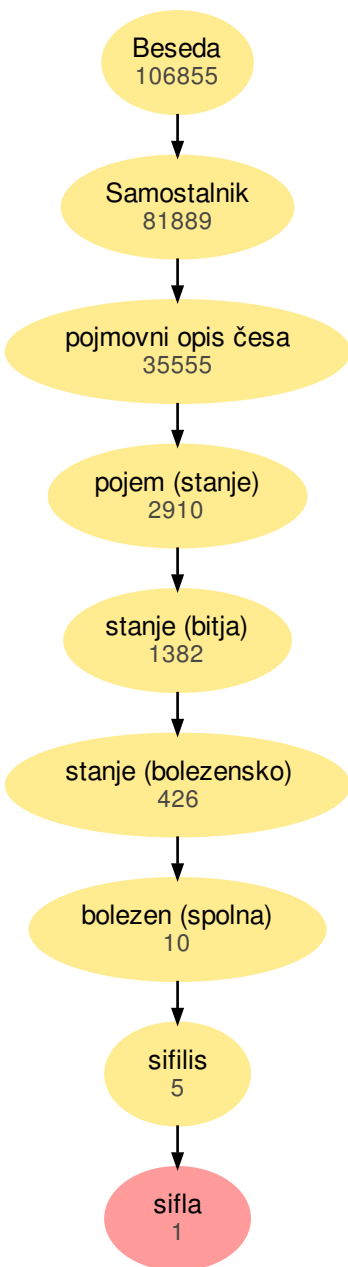 Beseda
106855
Samostalnik
81889
pojmovni opis česa
35555
pojem (stanje)
2910
stanje (bitja)
1382
stanje (bolezensko)
426
bolezen (spolna)
10
sifilis
5
sifla
1